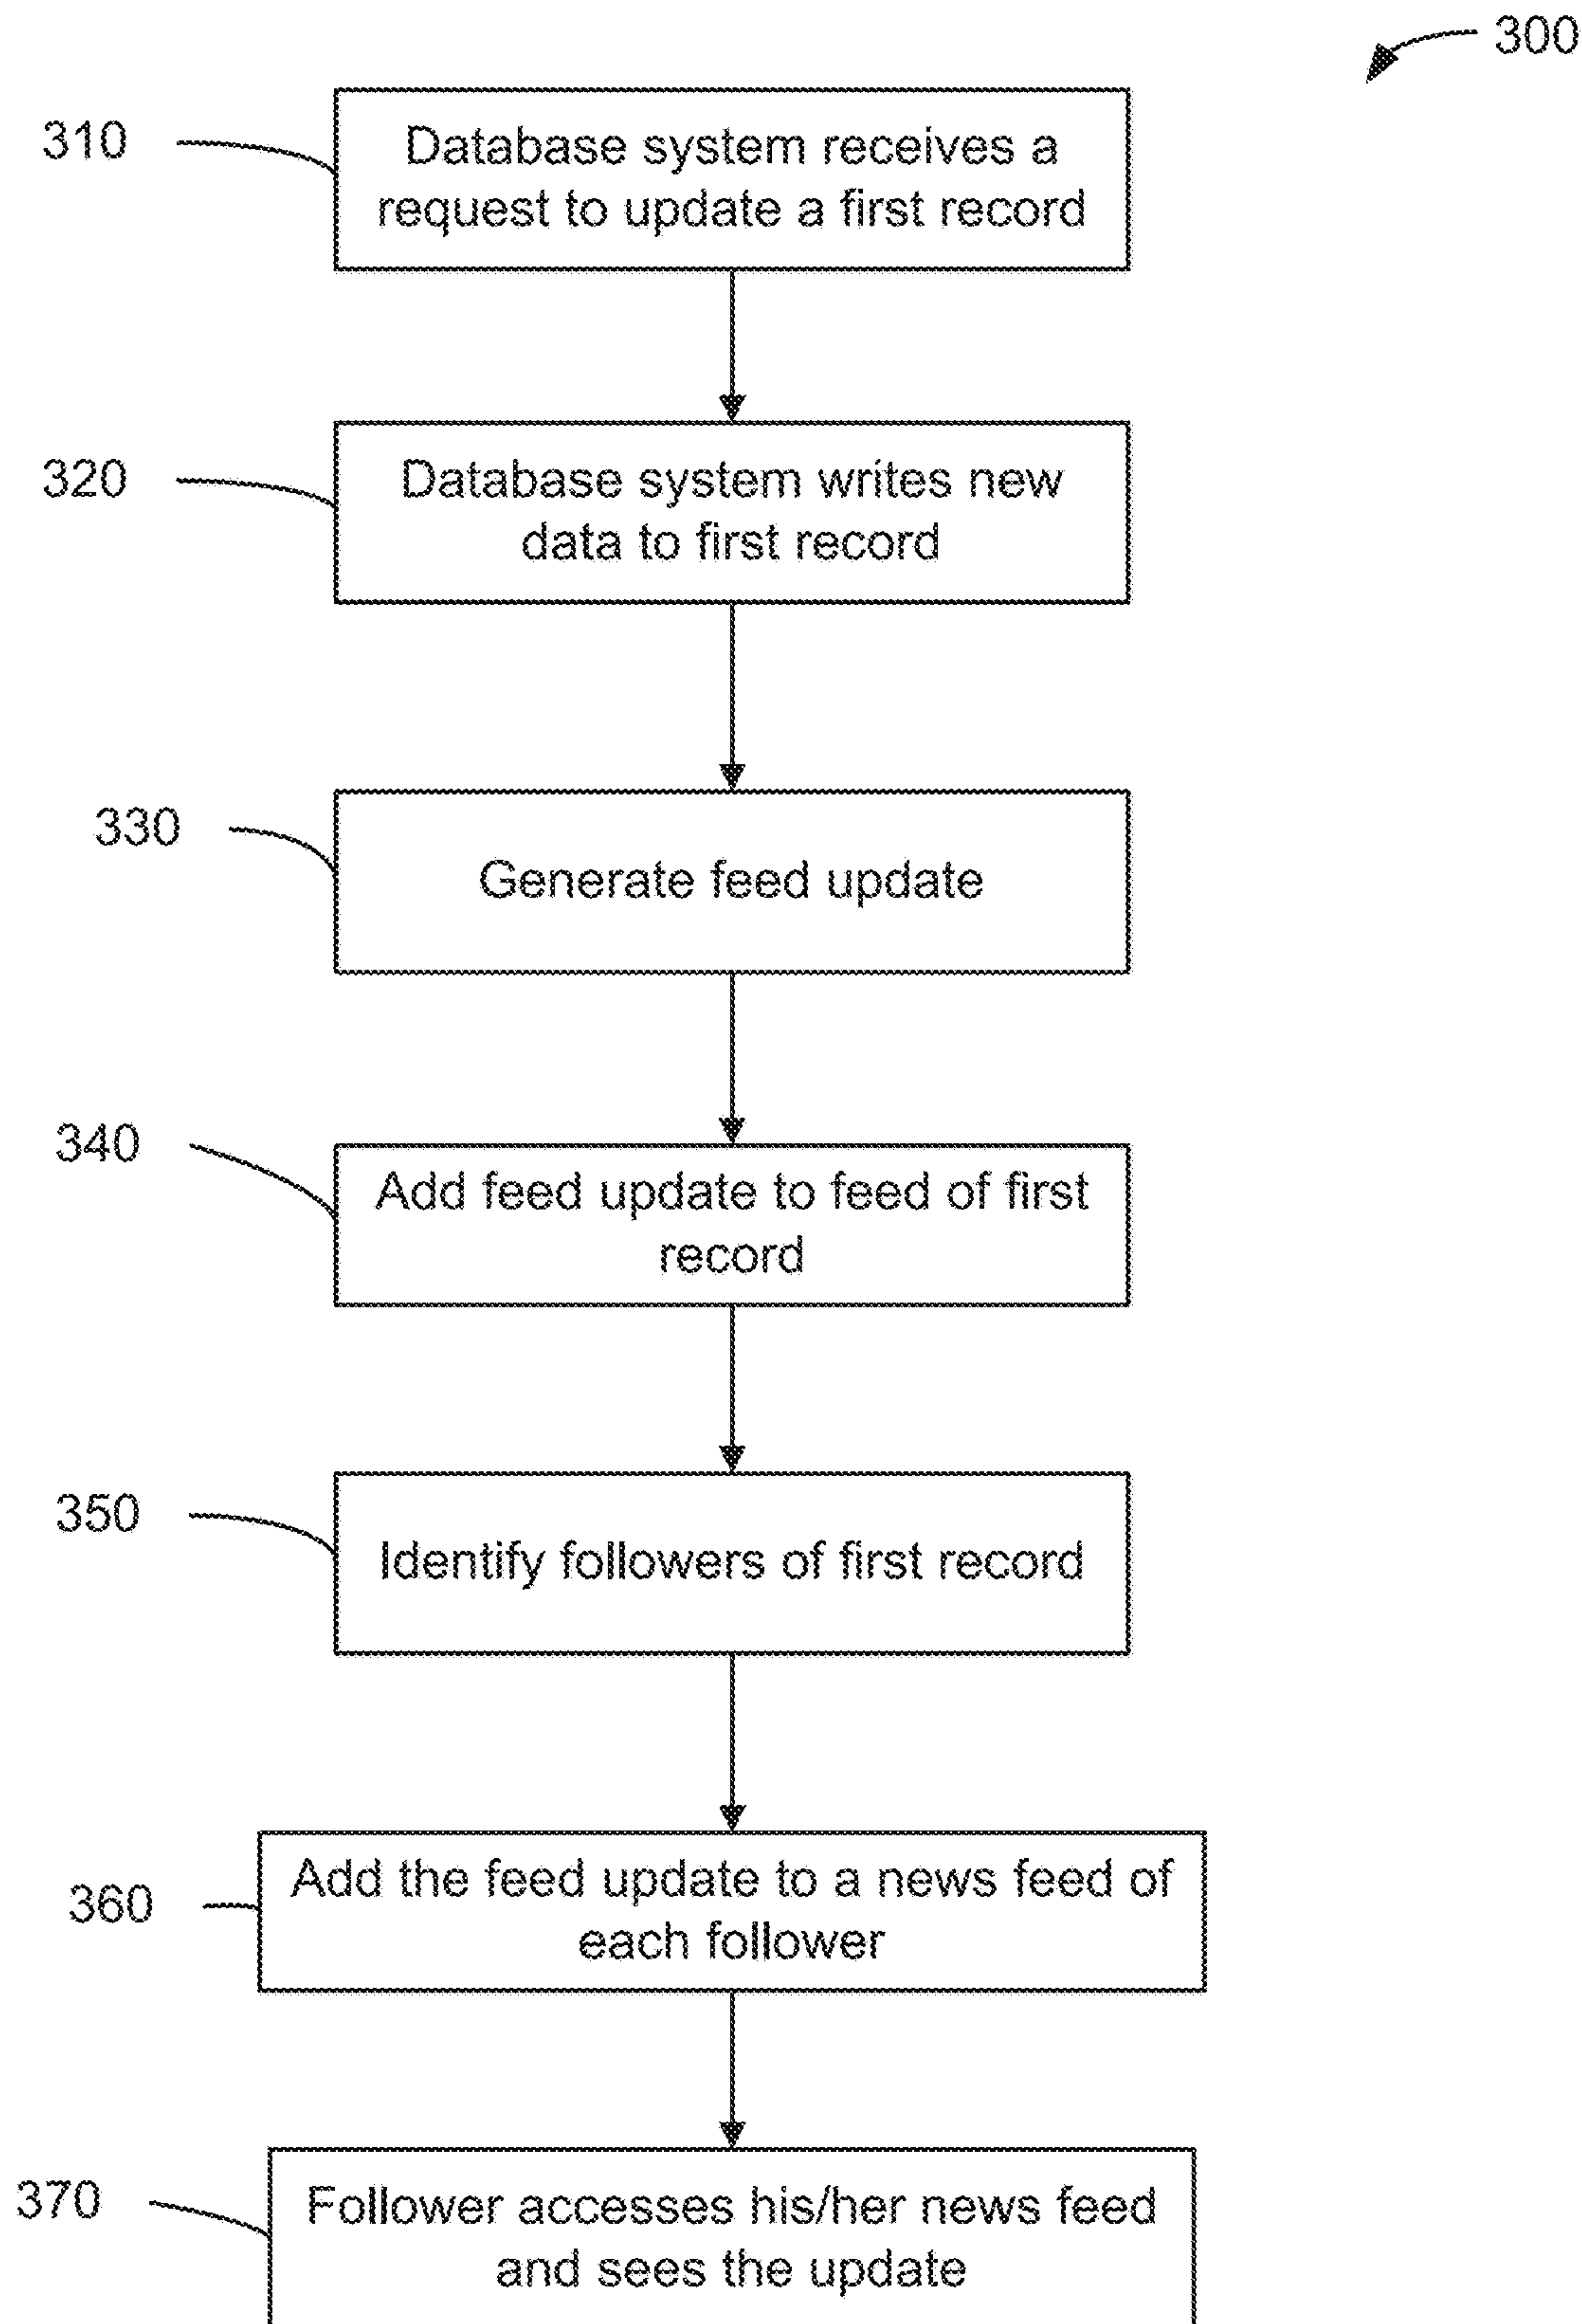 300
310
Database system receives a
request to update a first record
320
Database system writes new
data to first record
330
Generate feed update
340
Add feed update to feed of first
record
350
Identify followers of first record
360
Add the feed update to a news feed of
each follower
370
Follower accesses his/her news feed
and sees the update